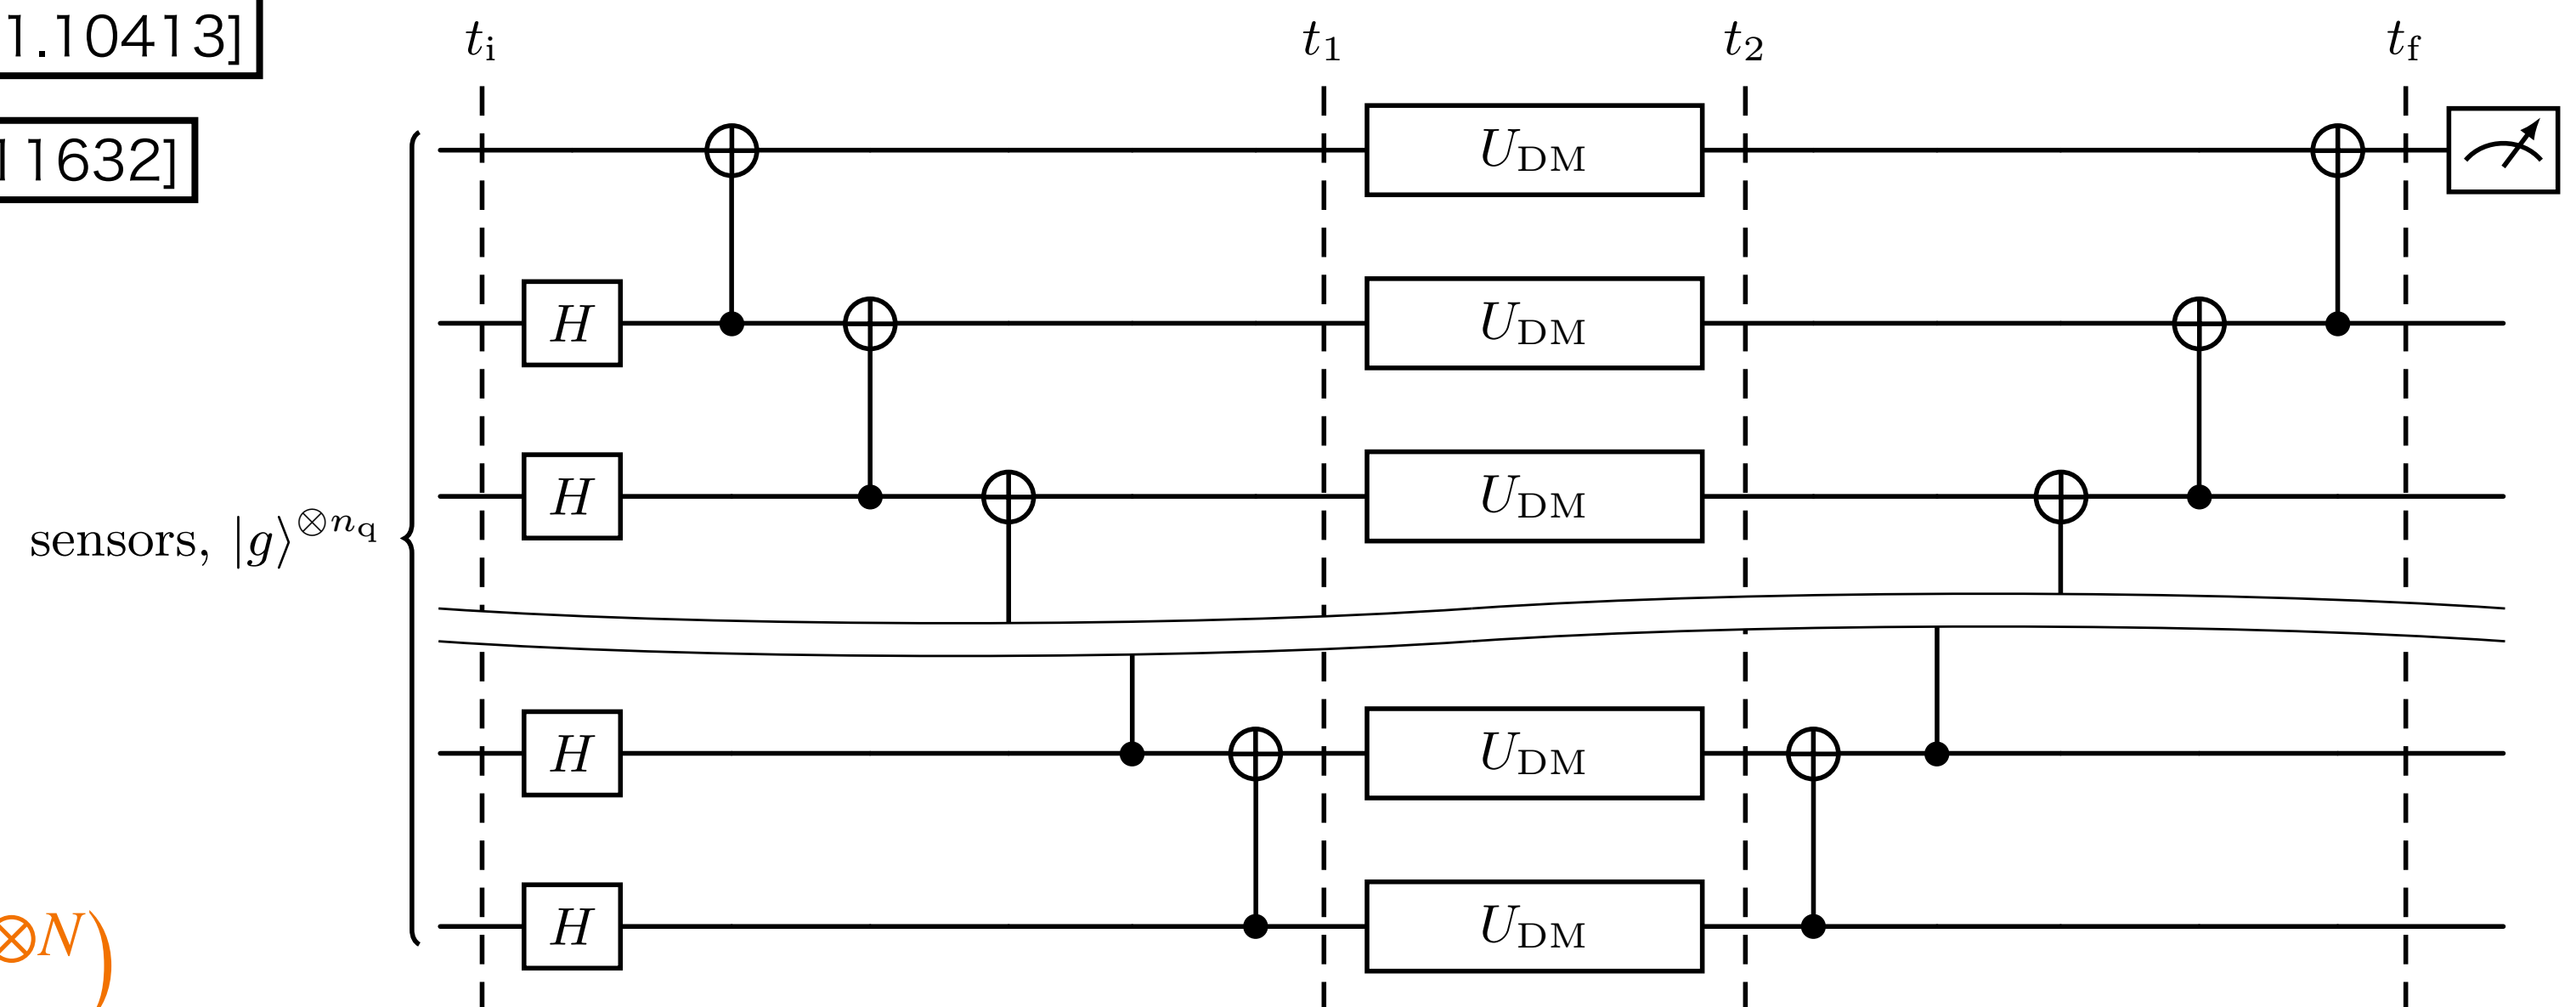 1.10413]
11632]
t_i t_1 t_2 t_f
U_DM
H U_DM
H U_DM
sensors, |g⟩^{⊗n_q}
H U_DM
H U_DM
⊗N)